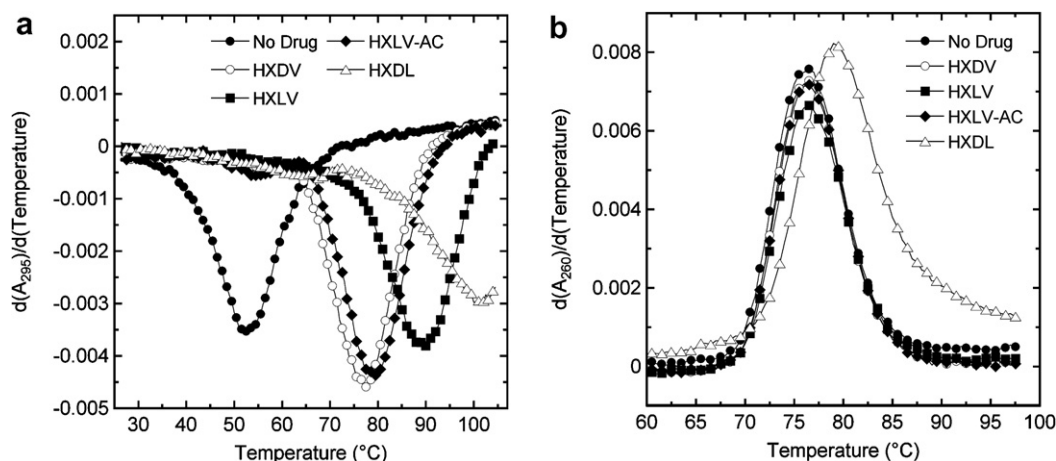 a
0.002
0.001
0
-0.001
-0.002
-0.003
-0.004
-0.005
d(A295)/d(Temperature)
No Drug
HXDV
HXLV
HXLV-AC
HXDL
30 40 50 60 70 80 90 100
Temperature (°C)
b
0.008
0.006
0.004
0.002
0
d(A260)/d(Temperature)
No Drug
HXDV
HXLV
HXLV-AC
HXDL
60 65 70 75 80 85 90 95 100
Temperature (°C)